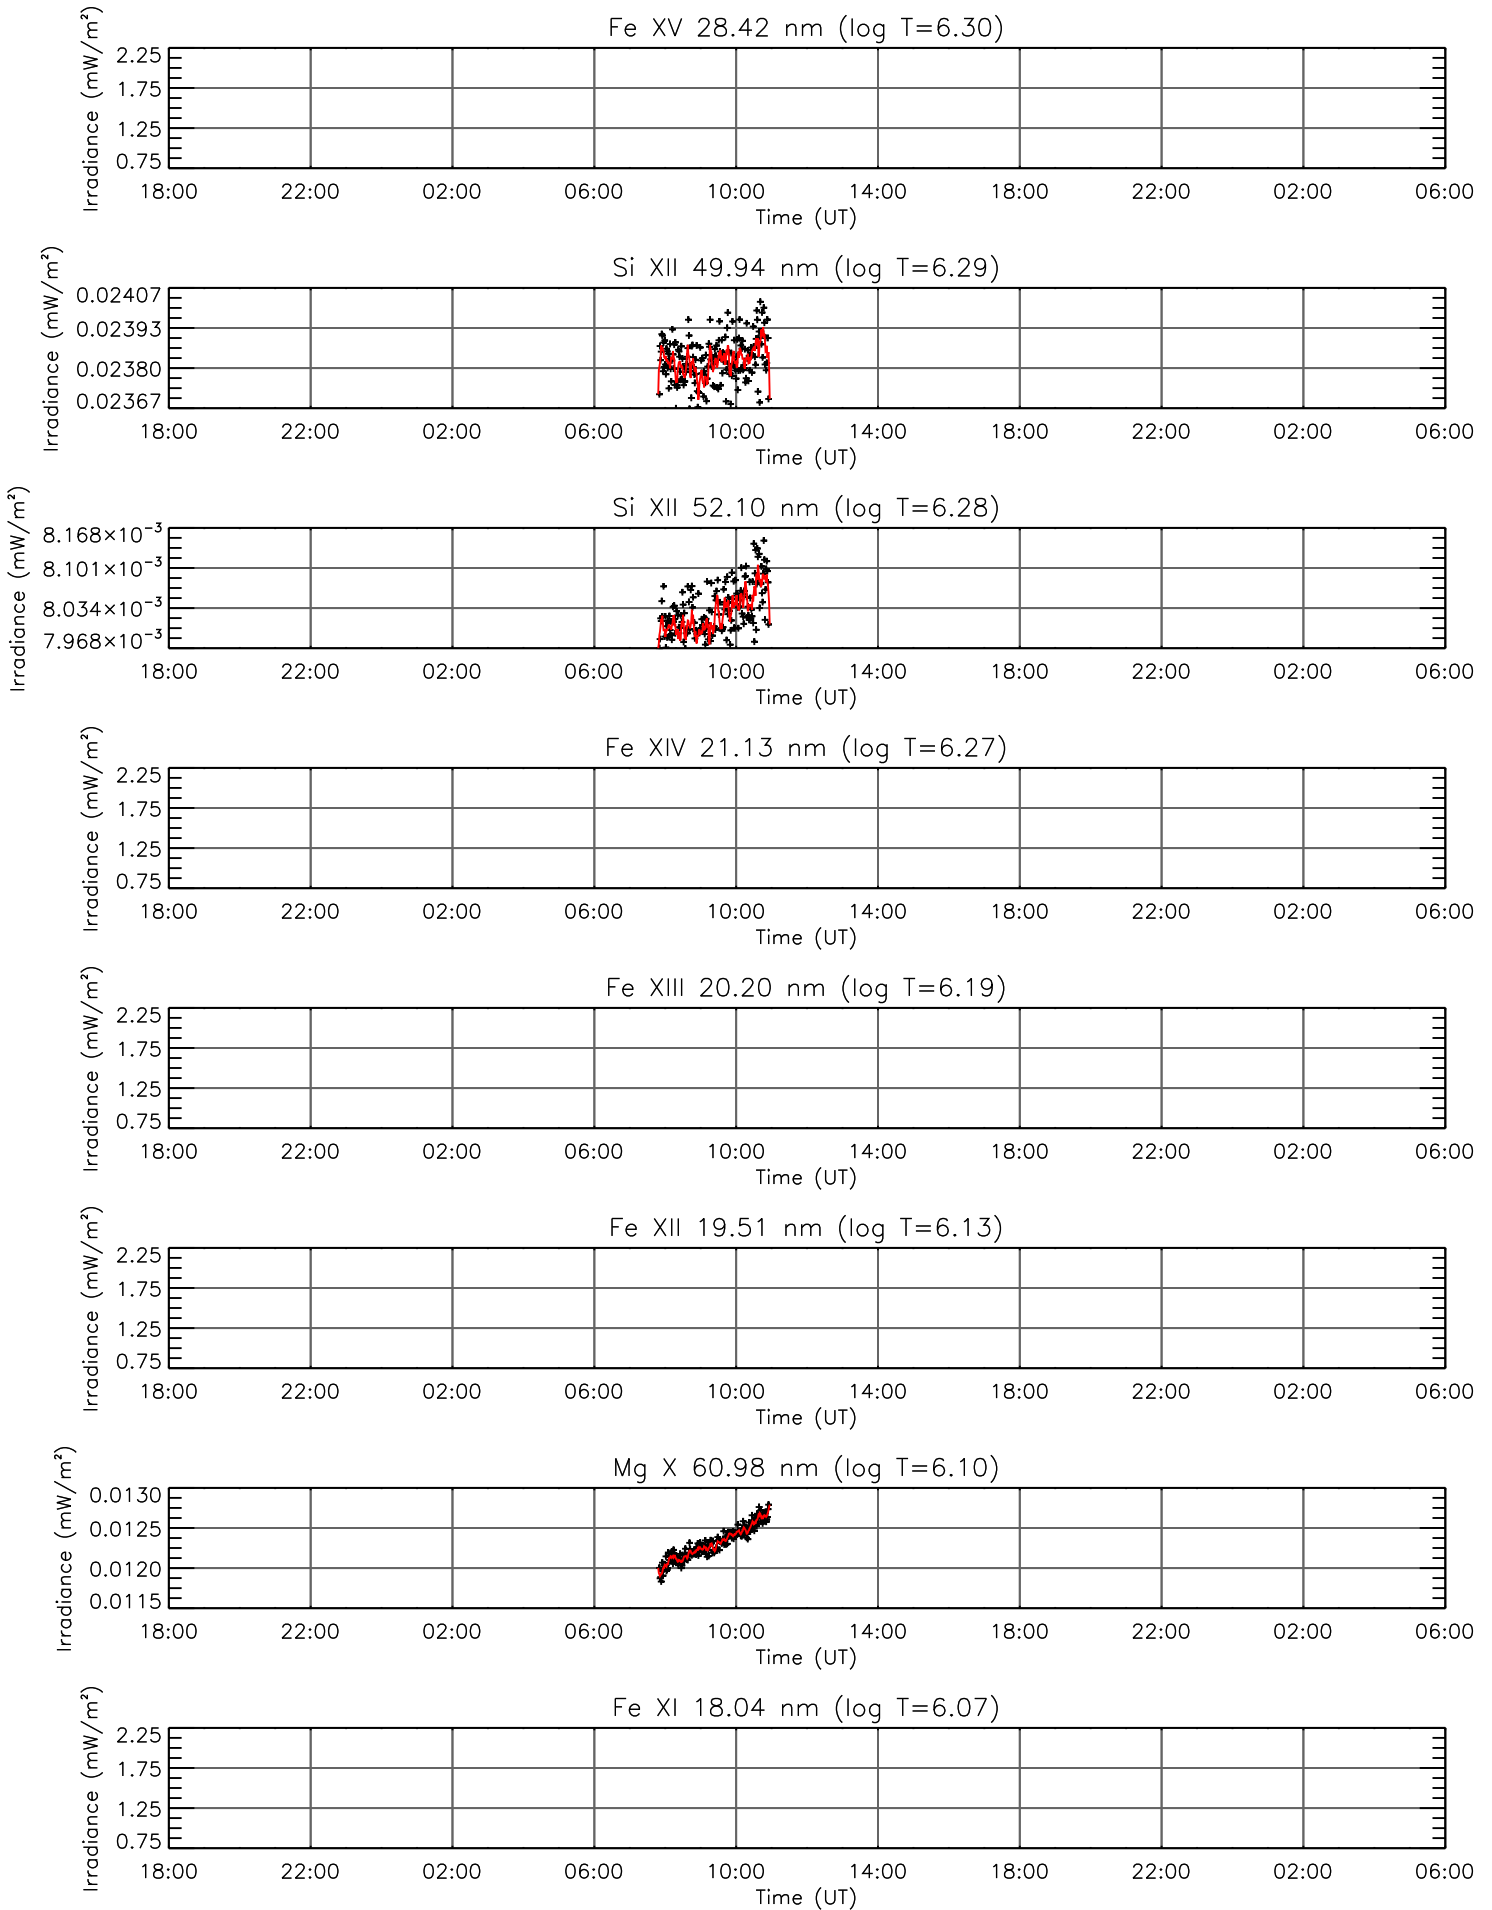 Fe XV 28.42 nm (log T=6.30)
Irradiance (mW/m²)
2.25
1.75
1.25
0.75
18:00 22:00 02:00 06:00 10:00 14:00 18:00 22:00 02:00 06:00
Time (UT)
Si XII 49.94 nm (log T=6.29)
Irradiance (mW/m²)
0.02407
0.02393
0.02380
0.02367
18:00 22:00 02:00 06:00 10:00 14:00 18:00 22:00 02:00 06:00
Time (UT)
Si XII 52.10 nm (log T=6.28)
Irradiance (mW/m²)
8.168×10⁻³
8.101×10⁻³
8.034×10⁻³
7.968×10⁻³
18:00 22:00 02:00 06:00 10:00 14:00 18:00 22:00 02:00 06:00
Time (UT)
Fe XIV 21.13 nm (log T=6.27)
Irradiance (mW/m²)
2.25
1.75
1.25
0.75
18:00 22:00 02:00 06:00 10:00 14:00 18:00 22:00 02:00 06:00
Time (UT)
Fe XIII 20.20 nm (log T=6.19)
Irradiance (mW/m²)
2.25
1.75
1.25
0.75
18:00 22:00 02:00 06:00 10:00 14:00 18:00 22:00 02:00 06:00
Time (UT)
Fe XII 19.51 nm (log T=6.13)
Irradiance (mW/m²)
2.25
1.75
1.25
0.75
18:00 22:00 02:00 06:00 10:00 14:00 18:00 22:00 02:00 06:00
Time (UT)
Mg X 60.98 nm (log T=6.10)
Irradiance (mW/m²)
0.0130
0.0125
0.0120
0.0115
18:00 22:00 02:00 06:00 10:00 14:00 18:00 22:00 02:00 06:00
Time (UT)
Fe XI 18.04 nm (log T=6.07)
Irradiance (mW/m²)
2.25
1.75
1.25
0.75
18:00 22:00 02:00 06:00 10:00 14:00 18:00 22:00 02:00 06:00
Time (UT)